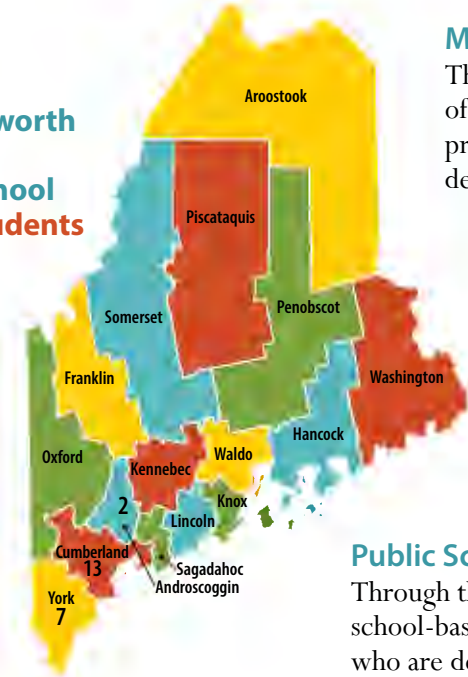 worth
hool
udents
M
Th
of
pr
de
Aroostook
Piscataquis
Somerset
Penobscot
Franklin
Washington
Hancock
Oxford
Kennebec
Waldo
2
Knox
Lincoln
Cumberland
13
Sagadahoc
Androscoggin
York
7
Public Sc
Through th
school-bas
who are de